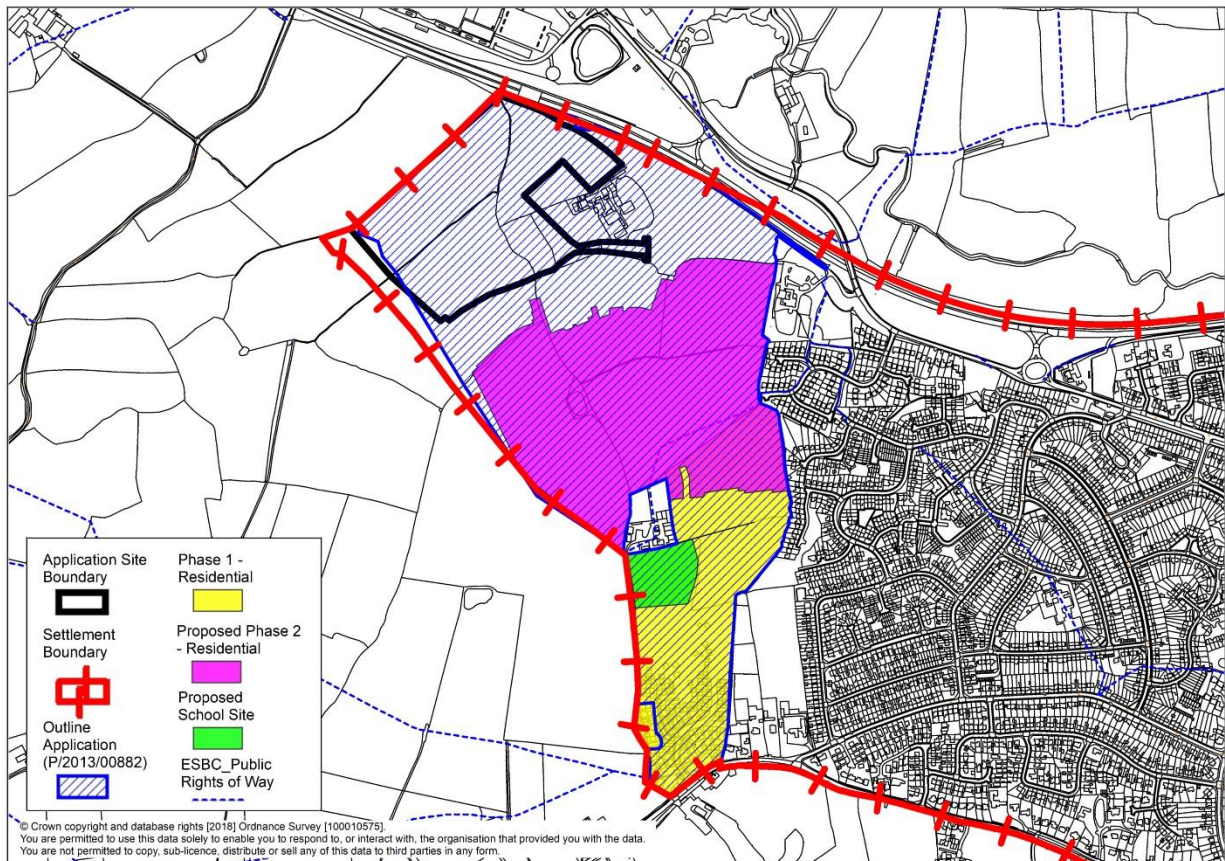 Application Site
Boundary
Settlement
Boundary
Outline
Application
(P/2013/00882)
Phase 1 -
Residential
Proposed Phase 2
- Residential
Proposed
School Site
ESBC_Public
Rights of Way
© Crown copyright and database rights [2018] Ordnance Survey [100010575].
You are permitted to use this data solely to enable you to respond to, or interact with, the organisation that provided you with the data.
You are not permitted to copy, sub-licence, distribute or sell any of this data to third parties in any form.